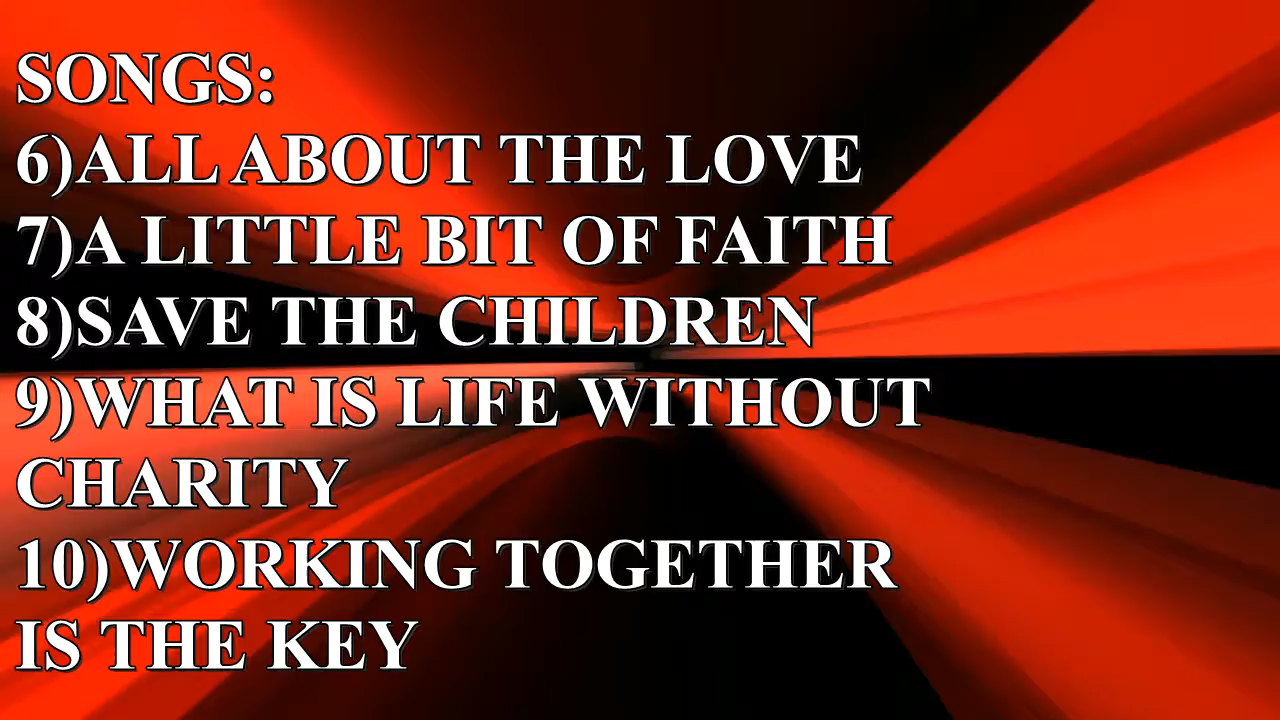 SONGS:
6)ALL ABOUT THE LOVE
7)A LITTLE BIT OF FAITH
8)SAVE THE CHILDREN
9)WHAT IS LIFE WITHOUT
CHARITY
10)WORKING TOGETHER
IS THE KEY